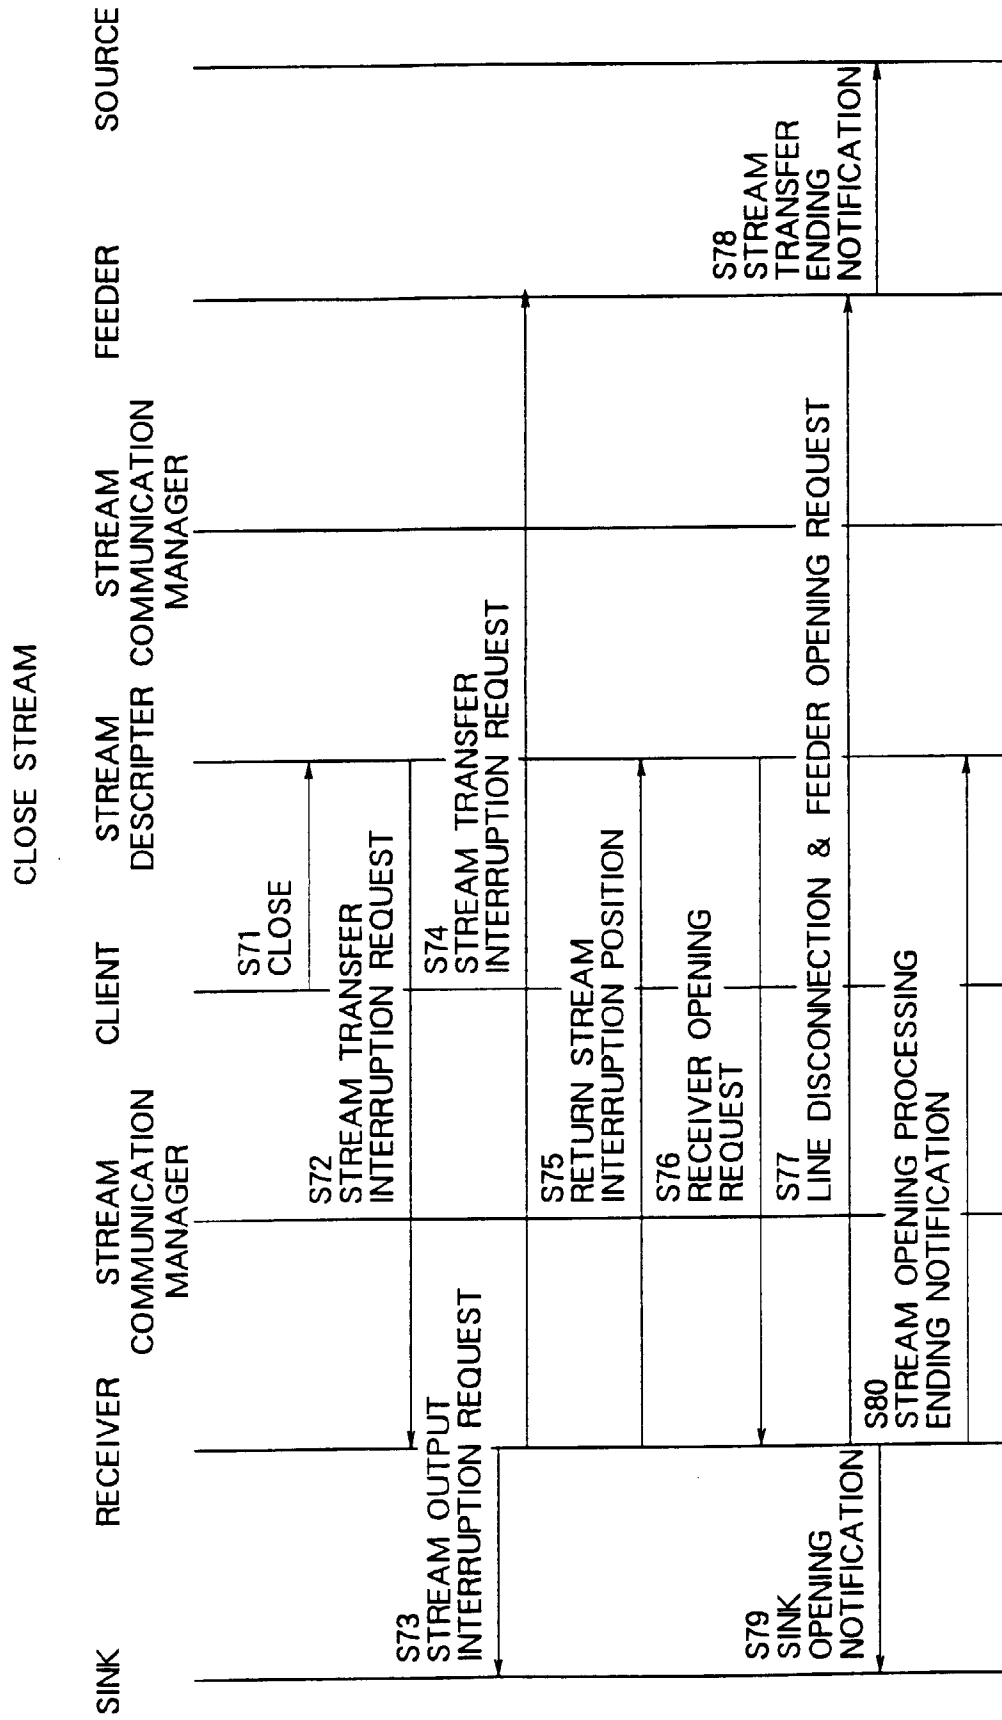 CLOSE STREAM
SINK
RECEIVER
STREAM
COMMUNICATION
MANAGER
CLIENT
STREAM
DESCRIPTER
STREAM
COMMUNICATION
MANAGER
FEEDER
SOURCE
S71
CLOSE
S72
STREAM TRANSFER
INTERRUPTION REQUEST
S73
STREAM OUTPUT
INTERRUPTION REQUEST
S74
STREAM TRANSFER
INTERRUPTION REQUEST
S75
RETURN STREAM
INTERRUPTION POSITION
S76
RECEIVER OPENING
REQUEST
S77
LINE DISCONNECTION & FEEDER OPENING REQUEST
S78
STREAM
TRANSFER
ENDING
NOTIFICATION
S79
SINK
OPENING
NOTIFICATION
S80
STREAM OPENING PROCESSING
ENDING NOTIFICATION